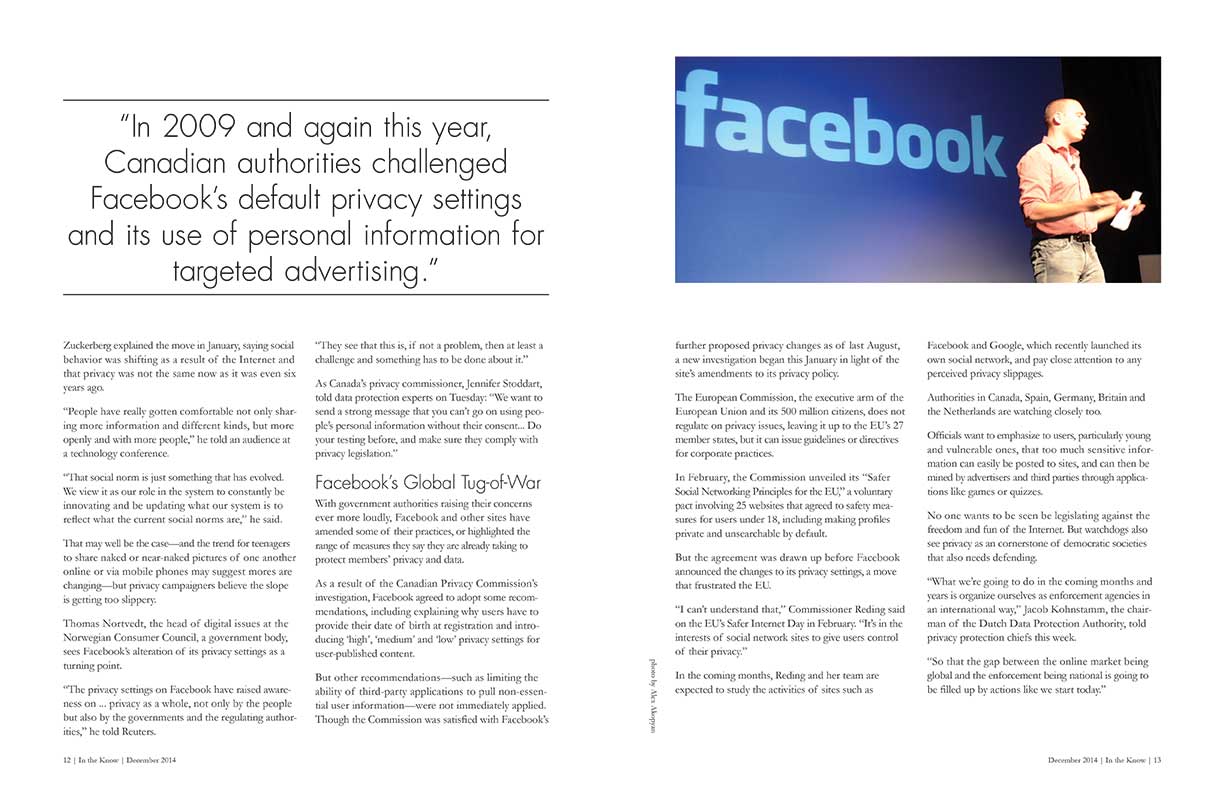 “In 2009 and again this year,
Canadian authorities challenged
Facebook’s default privacy settings
and its use of personal information for
targeted advertising.”
Zuckerberg explained the move in January, saying social
behavior was shifting as a result of the Internet and
that privacy was not the same now as it was even six
years ago.
“People have really gotten comfortable not only shar-
ing more information and different kinds, but more
openly and with more people,” he told an audience at
a technology conference.
“That social norm is just something that has evolved.
We view it as our role in the system to constantly be
innovating and be updating what our system is to
reflect what the current social norms are,” he said.
That may well be the case—and the trend for teenagers
to share naked or near-naked pictures of one another
online or via mobile phones may suggest mores are
changing—but privacy campaigners believe the slope
is getting too slippery.
Thomas Nortvedt, the head of digital issues at the
Norwegian Consumer Council, a government body,
sees Facebook’s alteration of its privacy settings as a
turning point.
“The privacy settings on Facebook have raised aware-
ness on ... privacy as a whole, not only by the people
but also by the governments and the regulating author-
ities,” he told Reuters.
“They see that this is, if not a problem, then at least a
challenge and something has to be done about it.”
As Canada’s privacy commissioner, Jennifer Stoddart,
told data protection experts on Tuesday: “We want to
send a strong message that you can’t go on using peo-
ple’s personal information without their consent... Do
your testing before, and make sure they comply with
privacy legislation.”
Facebook’s Global Tug-of-War
With government authorities raising their concerns
ever more loudly, Facebook and other sites have
amended some of their practices, or highlighted the
range of measures they say they are already taking to
protect members’ privacy and data.
As a result of the Canadian Privacy Commission’s
investigation, Facebook agreed to adopt some recom-
mendations, including explaining why users have to
provide their date of birth at registration and intro-
ducing ‘high’, ‘medium’ and ‘low’ privacy settings for
user-published content.
But other recommendations—such as limiting the
ability of third-party applications to pull non-essen-
tial user information—were not immediately applied.
Though the Commission was satisfied with Facebook’s
12 | In the Know | December 2014
facebook
photo by Alex Akopyan
further proposed privacy changes as of last August,
a new investigation began this January in light of the
site’s amendments to its privacy policy.
The European Commission, the executive arm of the
European Union and its 500 million citizens, does not
regulate on privacy issues, leaving it up to the EU’s 27
member states, but it can issue guidelines or directives
for corporate practices.
In February, the Commission unveiled its “Safer
Social Networking Principles for the EU,” a voluntary
pact involving 25 websites that agreed to safety mea-
sures for users under 18, including making profiles
private and unsearchable by default.
But the agreement was drawn up before Facebook
announced the changes to its privacy settings, a move
that frustrated the EU.
“I can’t understand that,” Commissioner Reding said
on the EU’s Safer Internet Day in February. “It’s in the
interests of social network sites to give users control
of their privacy.”
In the coming months, Reding and her team are
expected to study the activities of sites such as
Facebook and Google, which recently launched its
own social network, and pay close attention to any
perceived privacy slippages.
Authorities in Canada, Spain, Germany, Britain and
the Netherlands are watching closely too.
Officials want to emphasize to users, particularly young
and vulnerable ones, that too much sensitive infor-
mation can easily be posted to sites, and can then be
mined by advertisers and third parties through applica-
tions like games or quizzes.
No one wants to be seen be legislating against the
freedom and fun of the Internet. But watchdogs also
see privacy as an cornerstone of democratic societies
that also needs defending.
“What we’re going to do in the coming months and
years is organize ourselves as enforcement agencies in
an international way,” Jacob Kohnstamm, the chair-
man of the Dutch Data Protection Authority, told
privacy protection chiefs this week.
“So that the gap between the online market being
global and the enforcement being national is going to
be filled up by actions like we start today.”
December 2014 | In the Know | 13